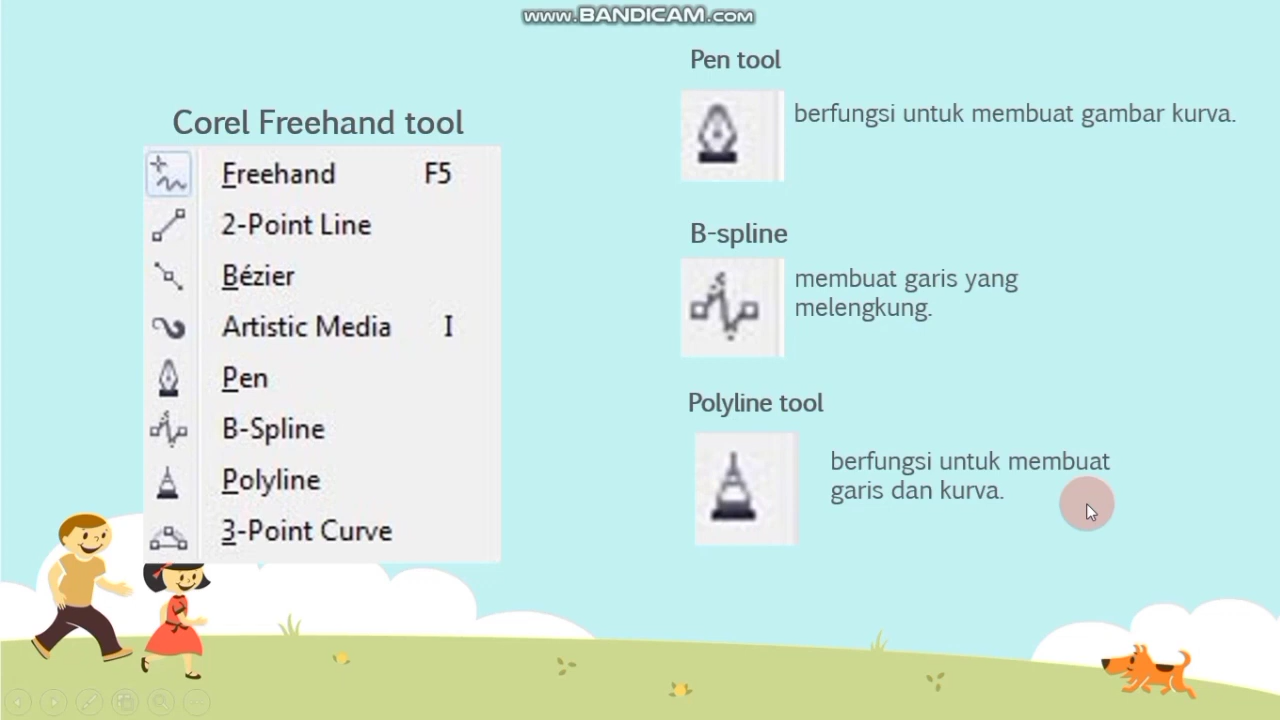 www.BANDICAM.com
Corel Freehand tool
Freehand F5
2-Point Line
Bézier
Artistic Media I
Pen
B-Spline
Polyline
3-Point Curve
Pen tool
berfungsi untuk membuat gambar kurva.
B-spline
membuat garis yang
melengkung.
Polyline tool
berfungsi untuk membuat
garis dan kurva.